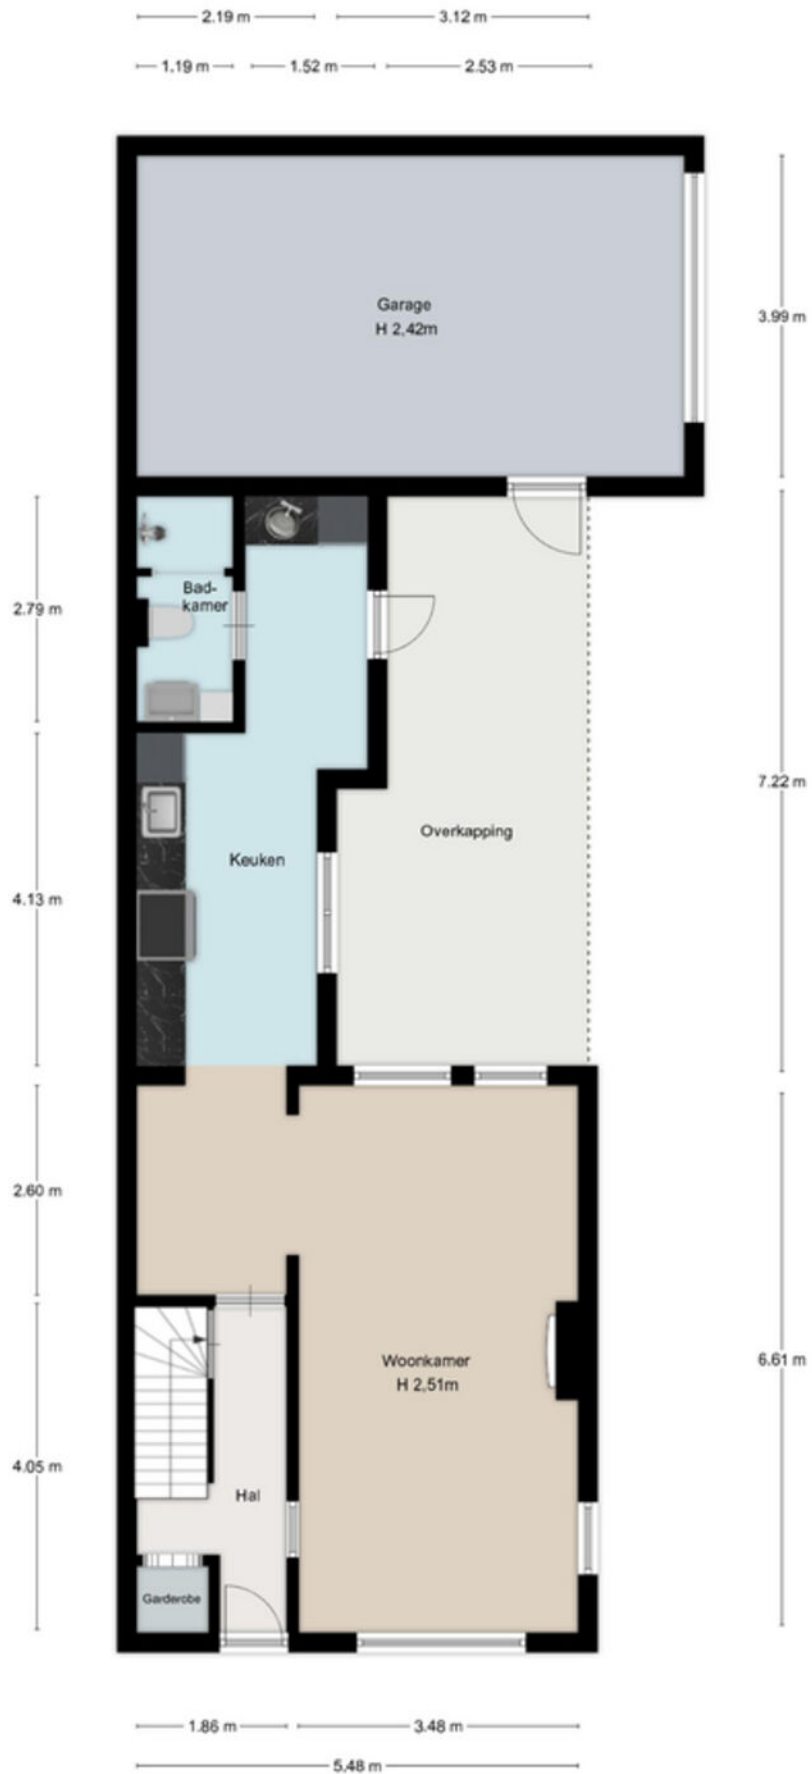 2.19 m
3.12 m
1.19 m
1.52 m
2.53 m
Garage
H 2,42m
3.99 m
Bad-
kamer
2.79 m
7.22 m
Overkapping
Keuken
4.13 m
2.60 m
Woonkamer
H 2,51m
6.61 m
4.05 m
Hal
Garderobe
1.86 m
3.48 m
5.48 m